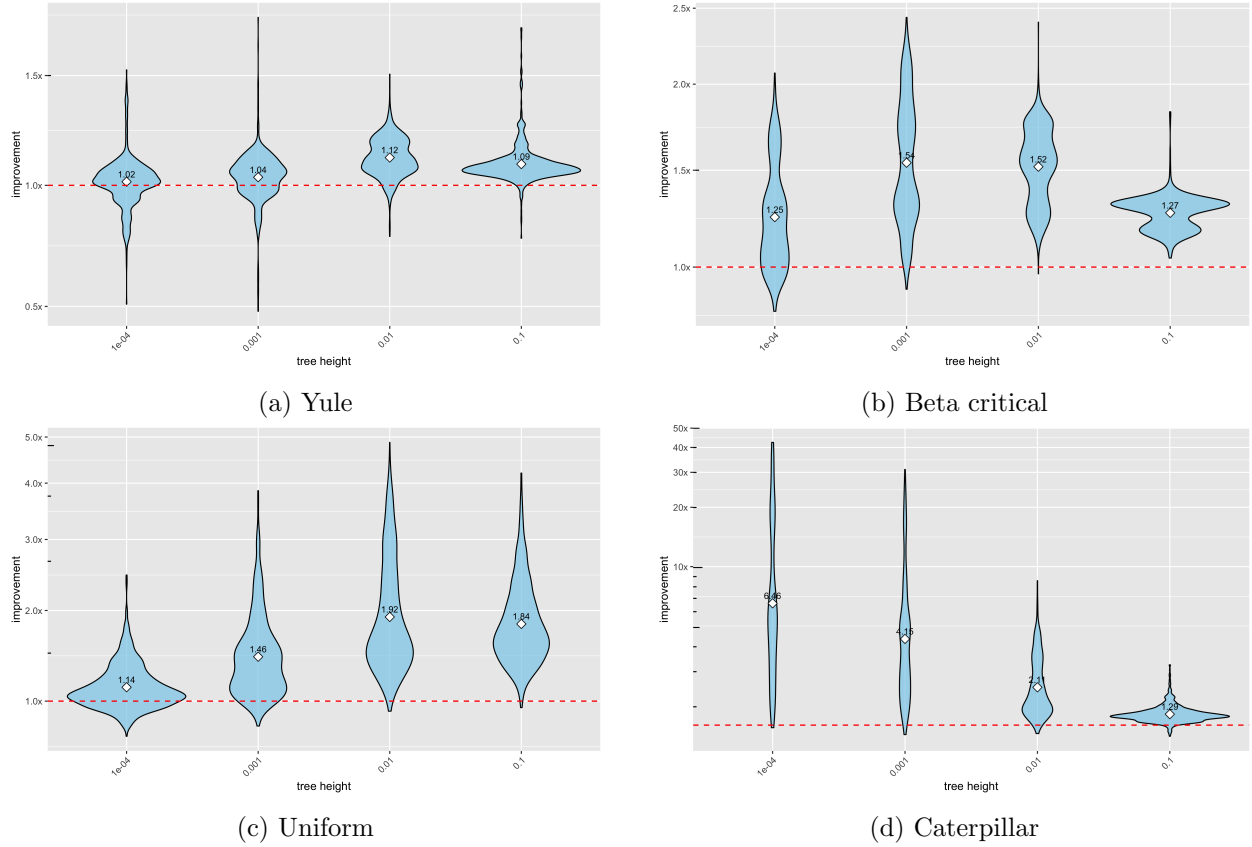 improvement
1.5x
1.0x
0.5x
1.02
1.04
1.12
1.09
1e-04
0.001
0.01
0.1
tree height
(a) Yule
improvement
2.5x
2.0x
1.5x
1.0x
1.25
1.54
1.52
1.27
1e-04
0.001
0.01
0.1
tree height
(b) Beta critical
improvement
5.0x
4.0x
3.0x
2.0x
1.0x
1.14
1.46
1.92
1.84
1e-04
0.001
0.01
0.1
tree height
(c) Uniform
improvement
50x
40x
30x
20x
10x
4.15
2.11
1.29
1e-04
0.001
0.01
0.1
tree height
(d) Caterpillar